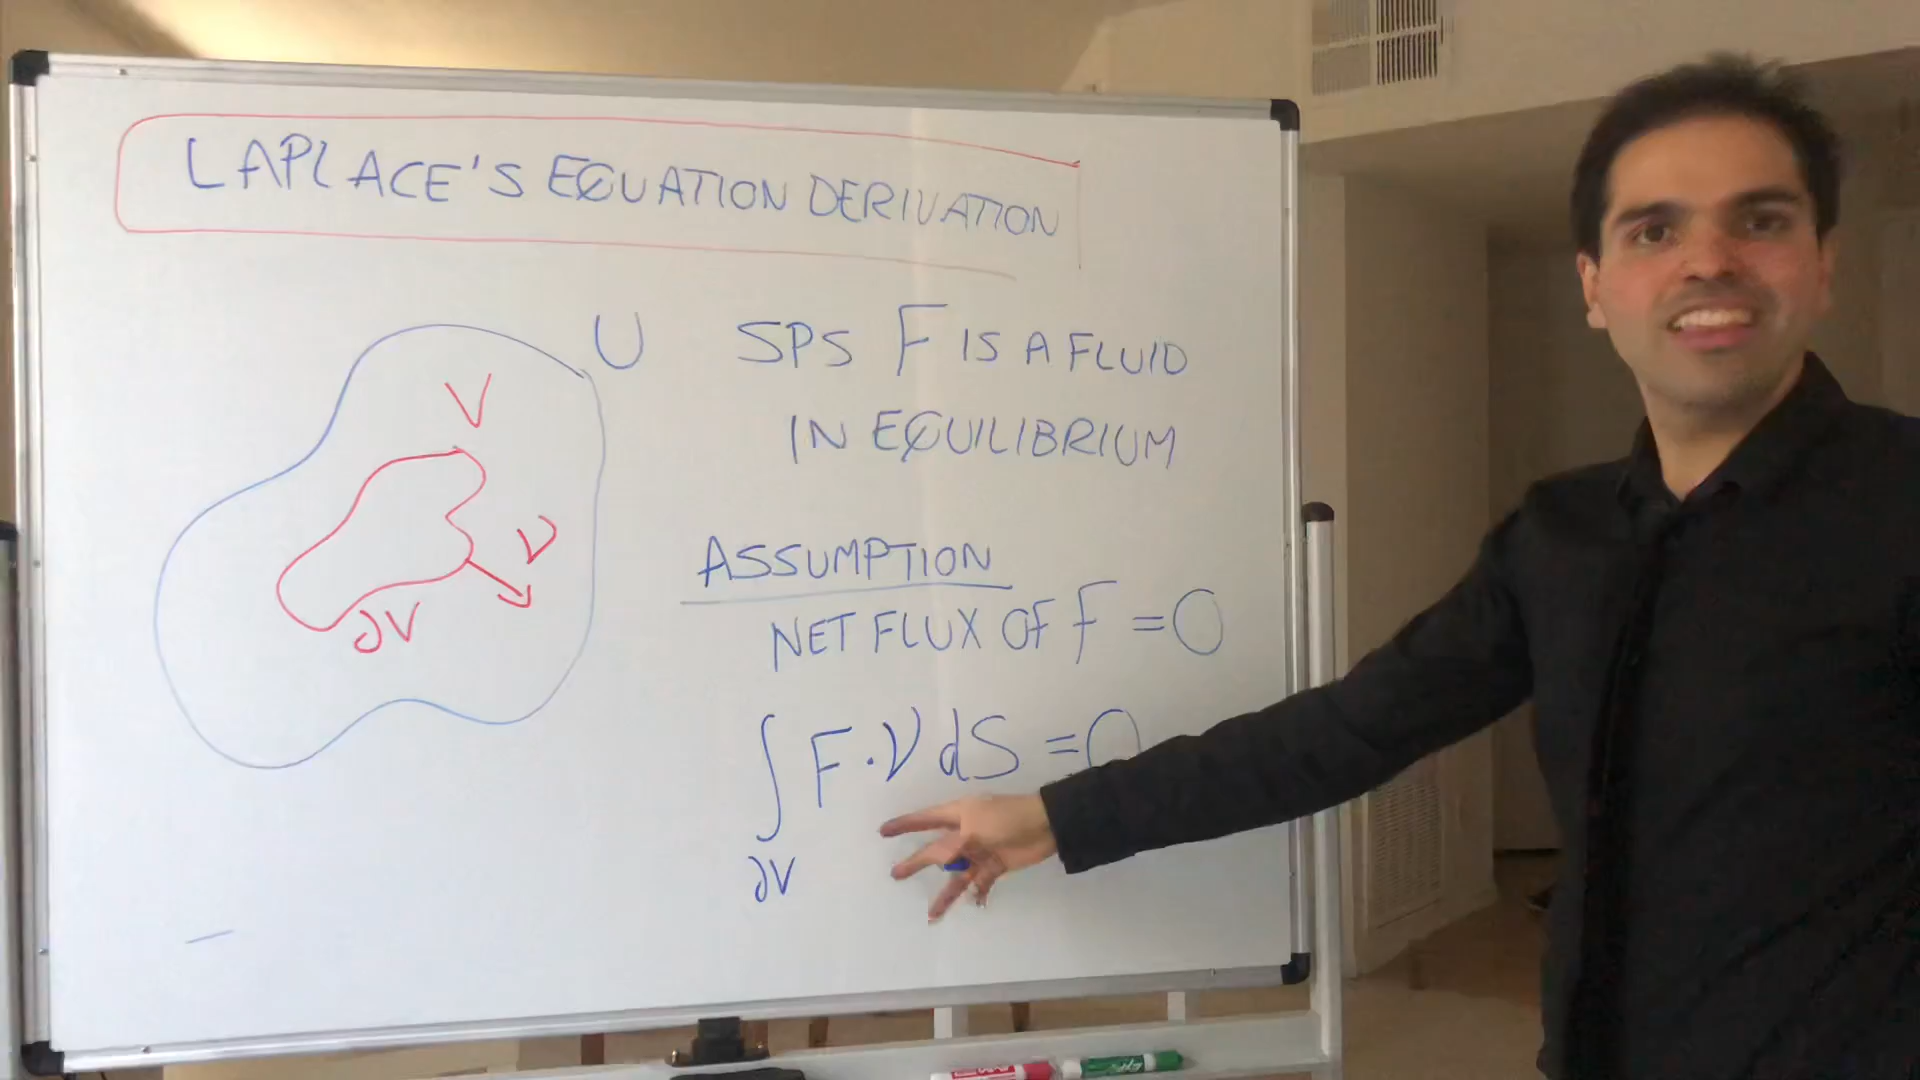 LAPLACE'S EQUATION DERIVATION
U
SPS F IS A FLUID
IN EQUILIBRIUM
V
ν
∂V
ASSUMPTION
NET FLUX OF F = 0
∫ F · ν dS = 0
∂V